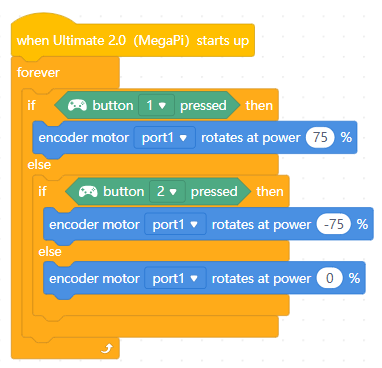 when Ultimate 2.0 (MegaPi) starts up
forever
if button 1 pressed then
encoder motor port1 rotates at power 75 %
else
if button 2 pressed then
encoder motor port1 rotates at power -75 %
else
encoder motor port1 rotates at power 0 %